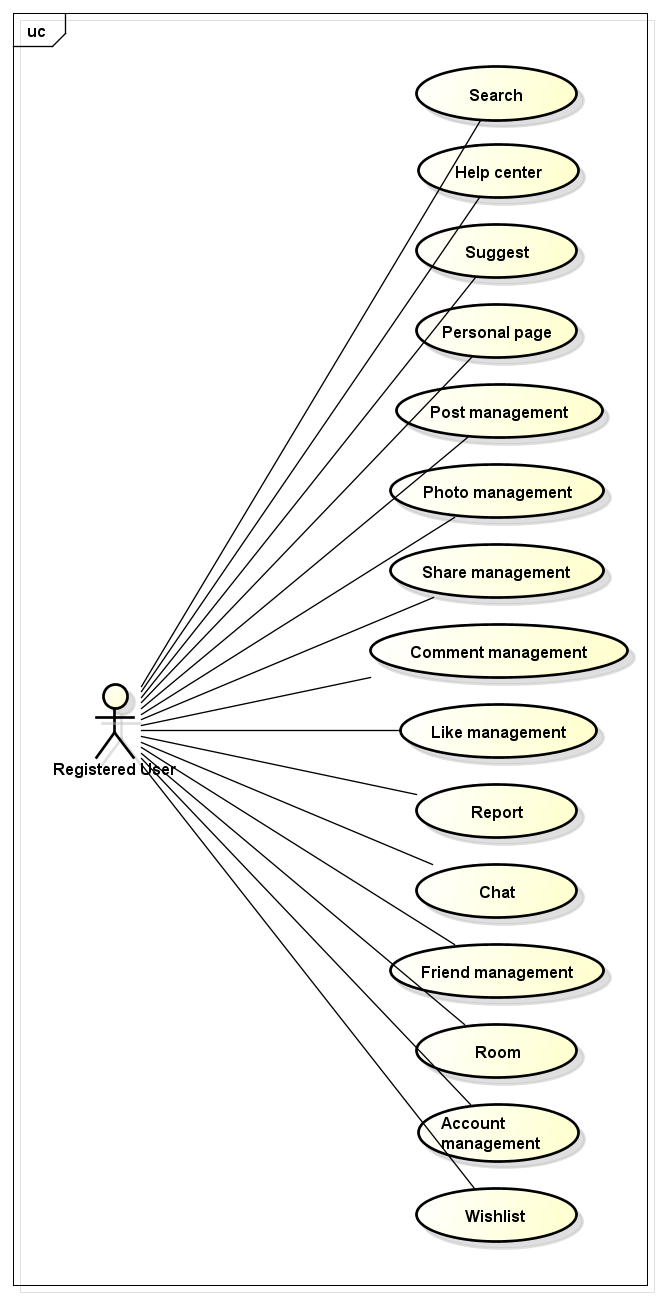 uc
Search
Help center
Suggest
Personal page
Post management
Photo management
Share management
Comment management
Registered User
Like management
Report
Chat
Friend management
Room
Account
management
Wishlist